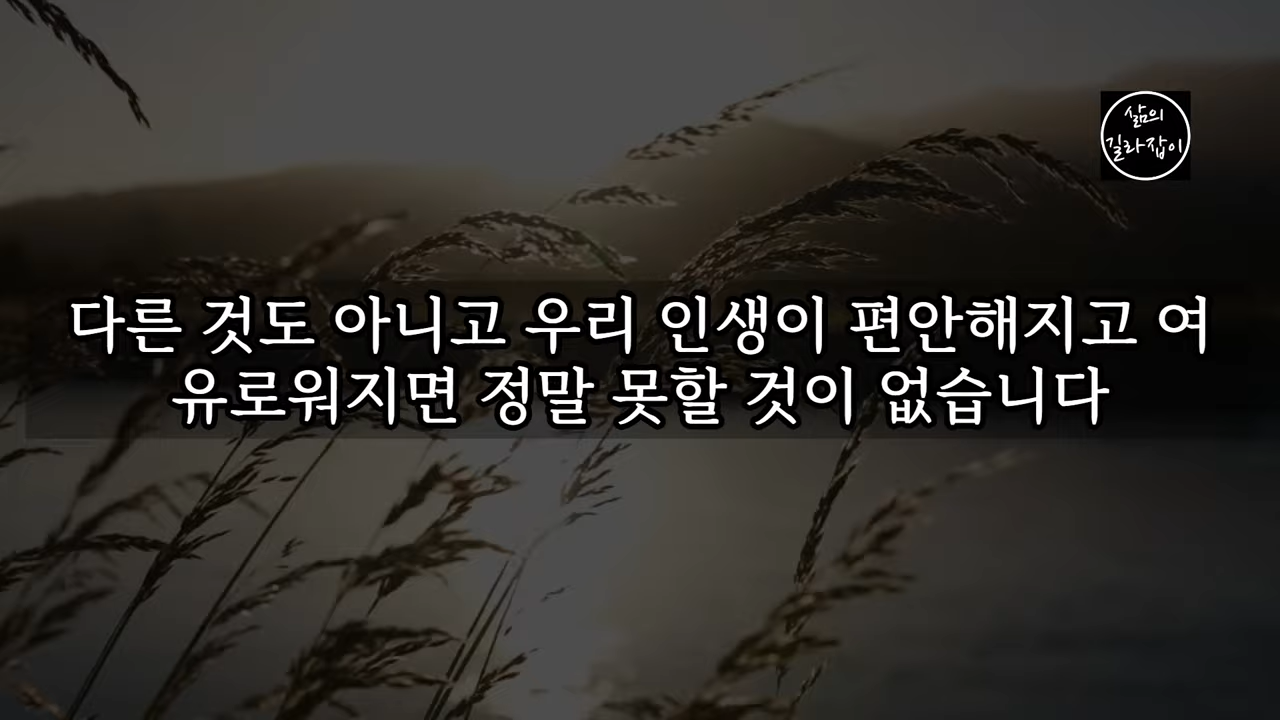 삶의
길라잡이
다른 것도 아니고 우리 인생이 편안해지고 여
유로워지면 정말 못할 것이 없습니다